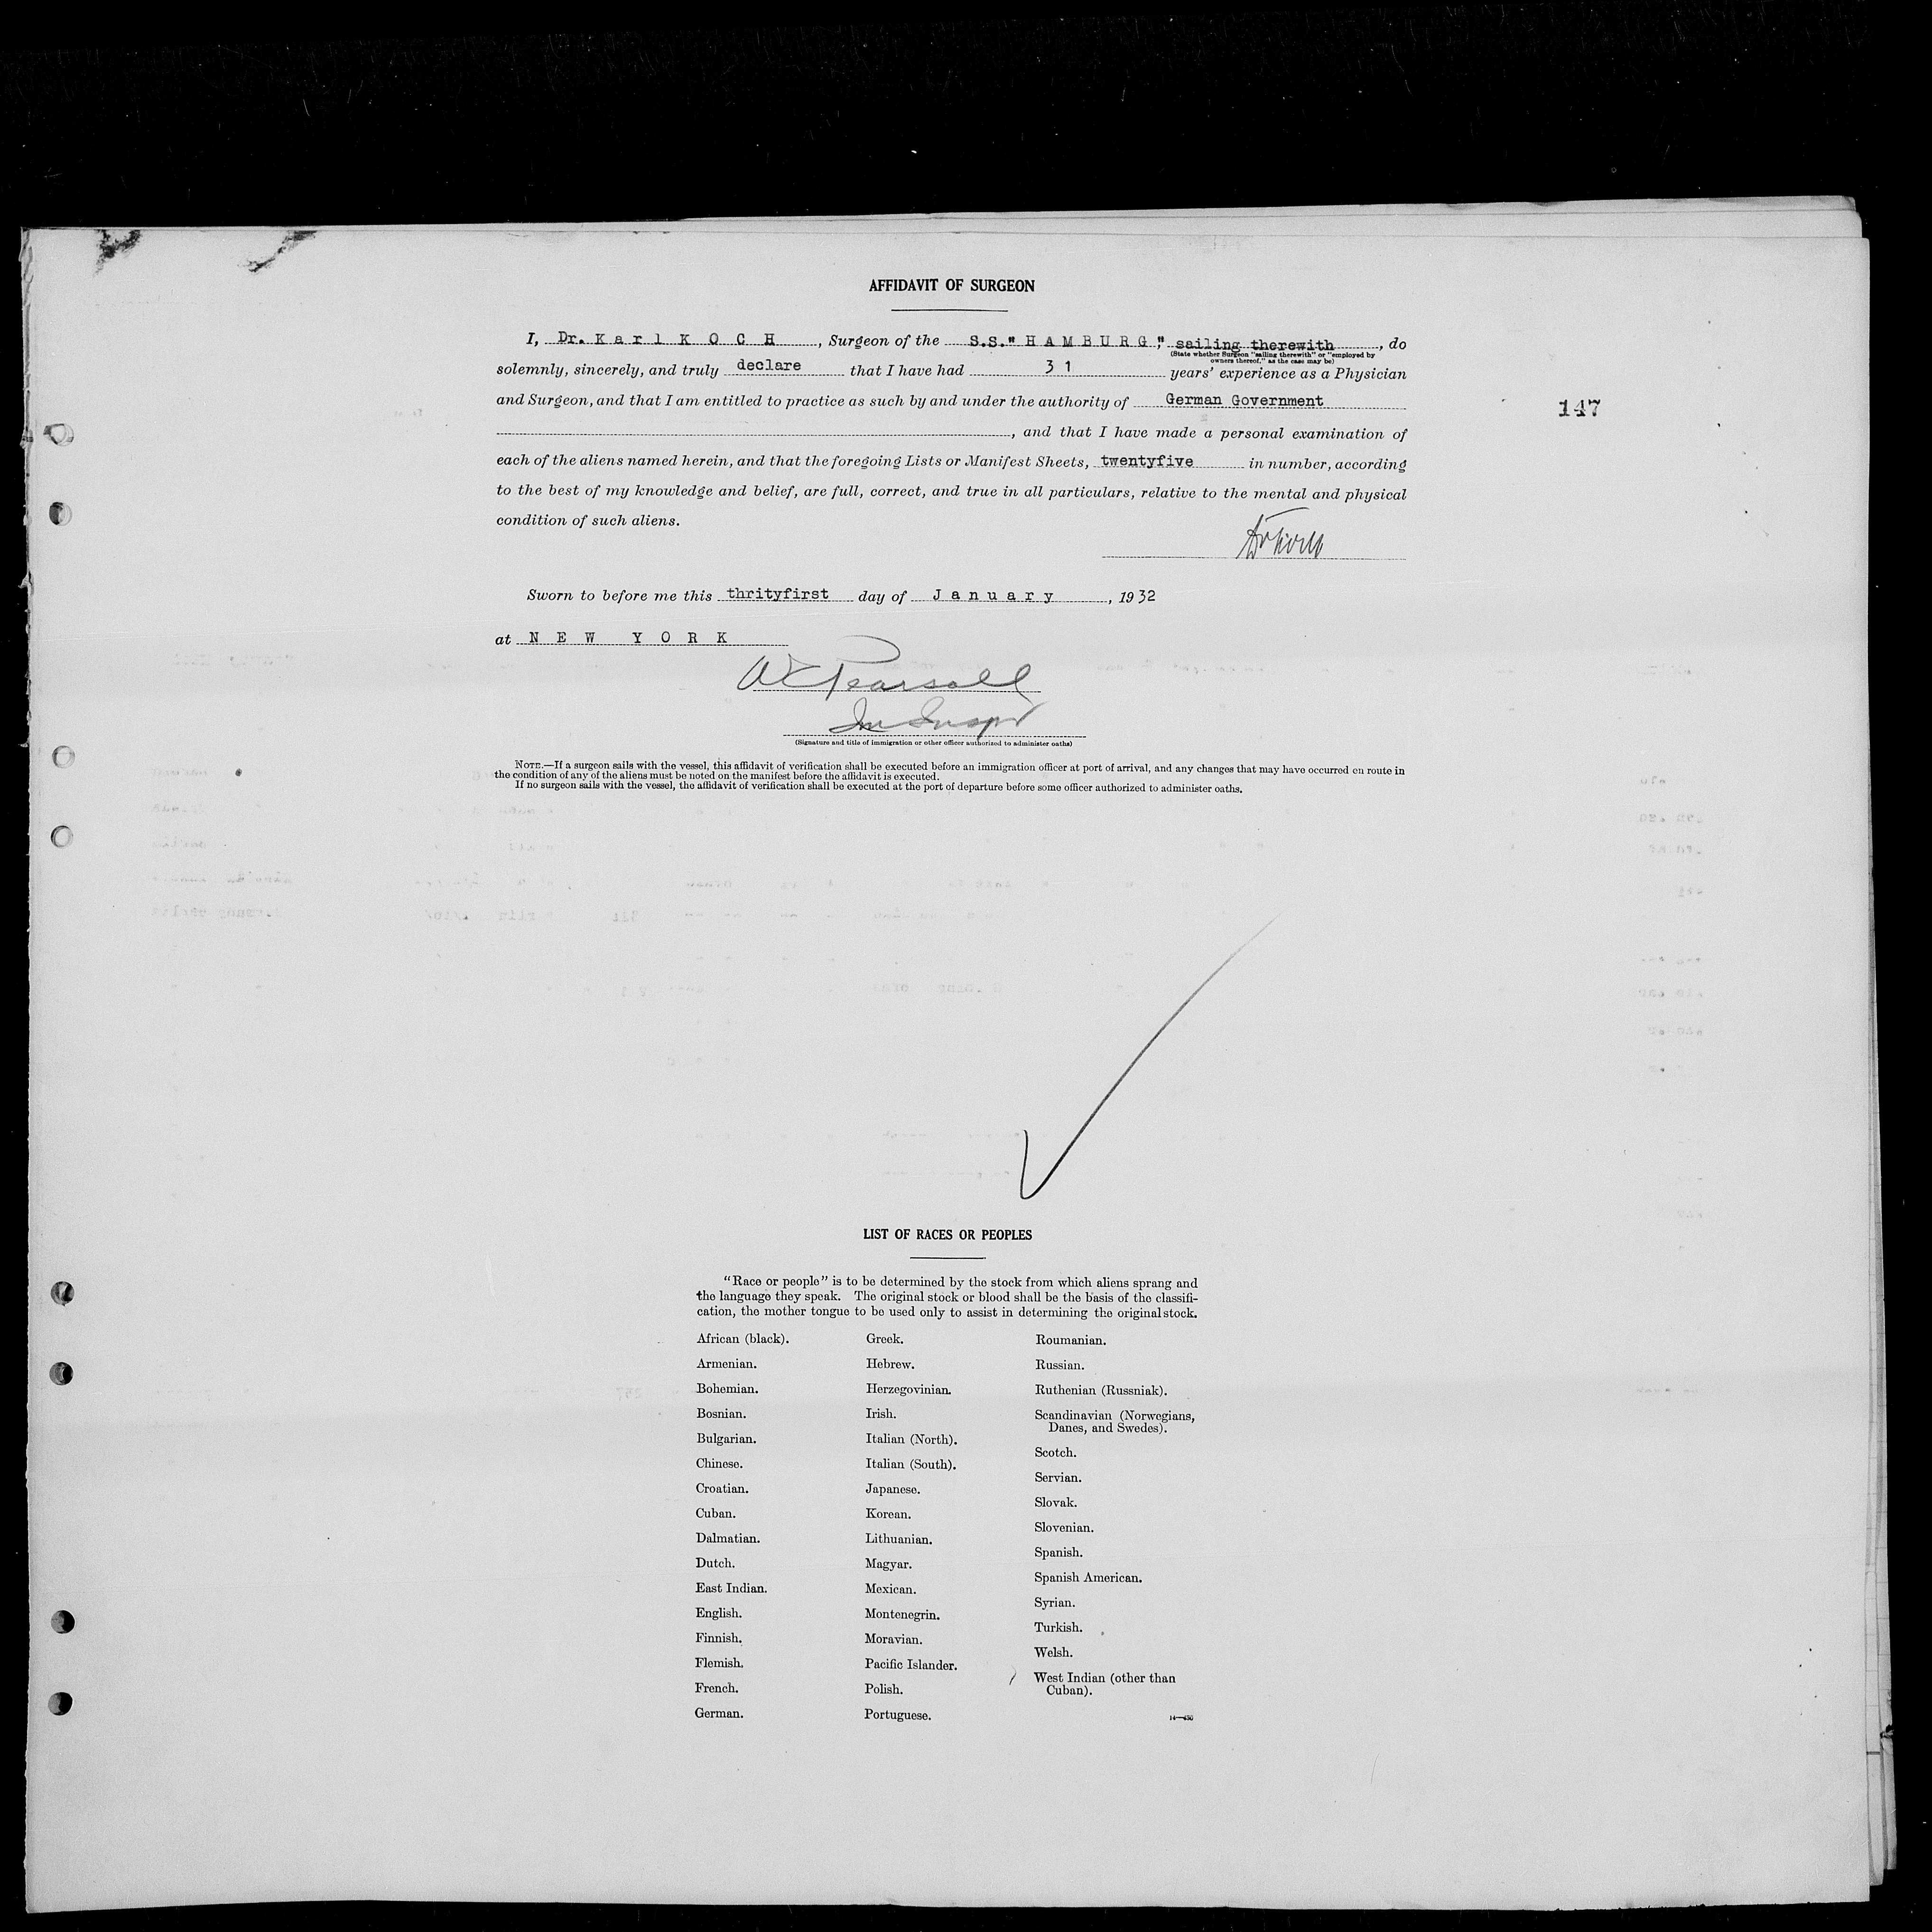 AFFIDAVIT OF SURGEON
I, Dr. K a r l K O C H, Surgeon of the S.S." H A M B U R G ," sailing therewith, do
(State whether Surgeon "sailing therewith" or "employed by
owners thereof," as the case may be)
solemnly, sincerely, and truly declare that I have had 3 1 years' experience as a Physician
and Surgeon, and that I am entitled to practice as such by and under the authority of German Government
147
, and that I have made a personal examination of
each of the aliens named herein, and that the foregoing Lists or Manifest Sheets, twentyfive in number, according
to the best of my knowledge and belief, are full, correct, and true in all particulars, relative to the mental and physical
condition of such aliens.
Sworn to before me this thrityfirst day of J a n u a r y, 1932
at N E W Y O R K
Pearsall
(Signature and title of immigration or other officer authorized to administer oaths)
NOTE.—If a surgeon sails with the vessel, this affidavit of verification shall be executed before an immigration officer at port of arrival, and any changes that may have occurred en route in
the condition of any of the aliens must be noted on the manifest before the affidavit is executed.
If no surgeon sails with the vessel, the affidavit of verification shall be executed at the port of departure before some officer authorized to administer oaths.
LIST OF RACES OR PEOPLES
"Race or people" is to be determined by the stock from which aliens sprang and
the language they speak. The original stock or blood shall be the basis of the classifi-
cation, the mother tongue to be used only to assist in determining the original stock.
African (black).
Armenian.
Bohemian.
Bosnian.
Bulgarian.
Chinese.
Croatian.
Cuban.
Dalmatian.
Dutch.
East Indian.
English.
Finnish.
Flemish.
French.
German.
Greek.
Hebrew.
Herzegovinian.
Irish.
Italian (North).
Italian (South).
Japanese.
Korean.
Lithuanian.
Magyar.
Mexican.
Montenegrin.
Moravian.
Pacific Islander.
Polish.
Portuguese.
Roumanian.
Russian.
Ruthenian (Russniak).
Scandinavian (Norwegians,
Danes, and Swedes).
Scotch.
Servian.
Slovak.
Slovenian.
Spanish.
Spanish American.
Syrian.
Turkish.
Welsh.
West Indian (other than
Cuban).